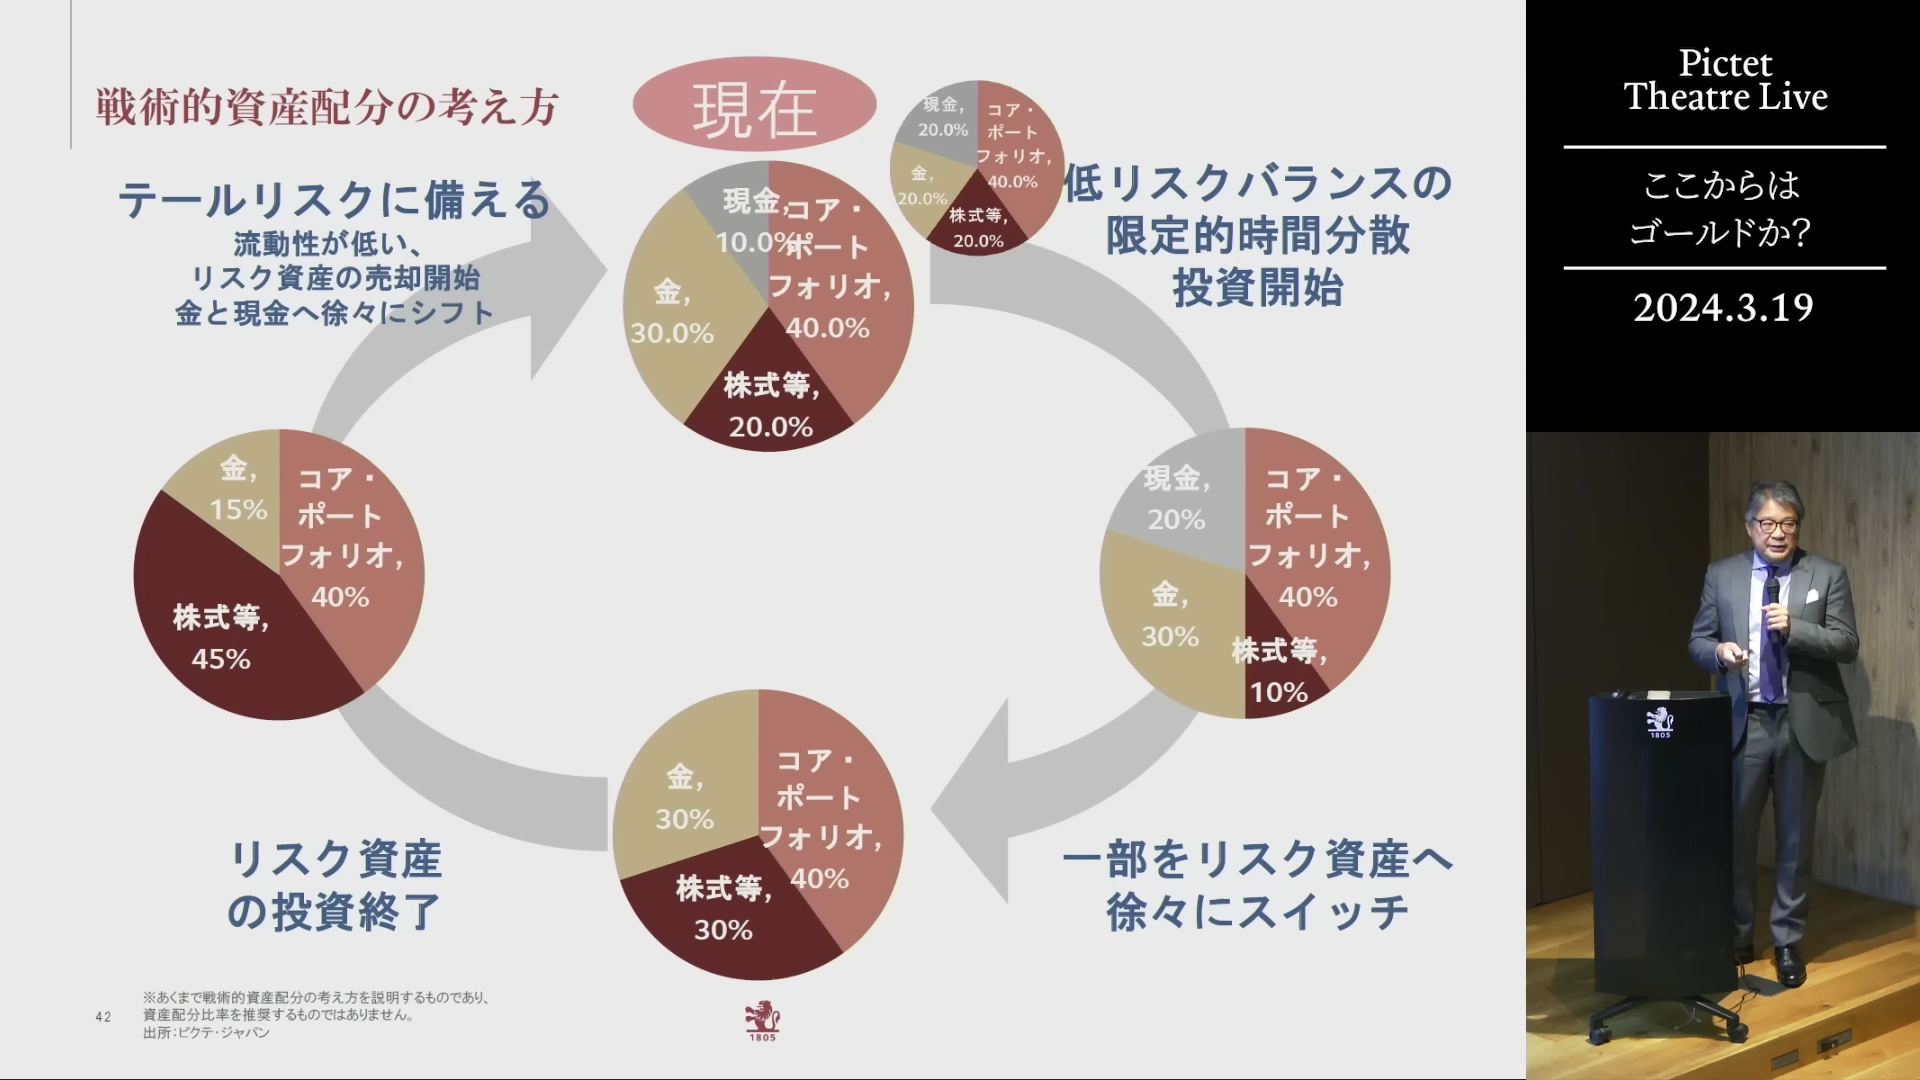 戦術的資産配分の考え方
現在
現金,
20.0%
コア・
ポート
フォリオ,
40.0%
金,
20.0%
株式等,
20.0%
テールリスクに備える
流動性が低い、
リスク資産の売却開始
金と現金へ徐々にシフト
現金,
10.0%
コア・
ポート
フォリオ,
40.0%
金,
30.0%
株式等,
20.0%
低リスクバランスの
限定的時間分散
投資開始
金,
15%
コア・
ポート
フォリオ,
40%
株式等,
45%
現金,
20%
コア・
ポート
フォリオ,
40%
金,
30%
株式等,
10%
金,
30%
コア・
ポート
フォリオ,
40%
株式等,
30%
リスク資産
の投資終了
一部をリスク資産へ
徐々にスイッチ
42
※あくまで戦術的資産配分の考え方を説明するものであり、
資産配分比率を推奨するものではありません。
出所：ピクテ・ジャパン
1805
Pictet
Theatre Live
ここからは
ゴールドか?
2024.3.19
1805